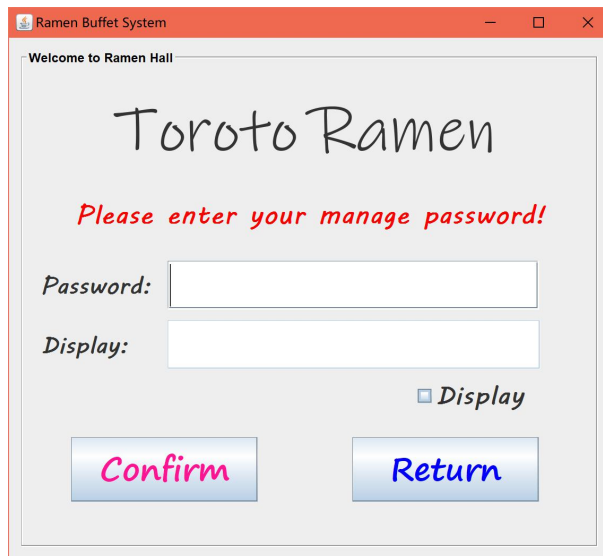 Ramen Buffet System
Welcome to Ramen Hall
Toroto Ramen
Please enter your manage password!
Password:
Display:
Display
Confirm Return